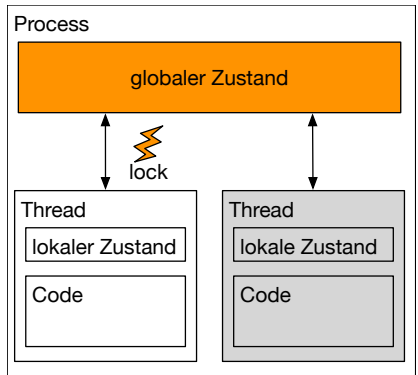 Process
globaler Zustand
lock
Thread
lokaler Zustand
Code
Thread
lokale Zustand
Code